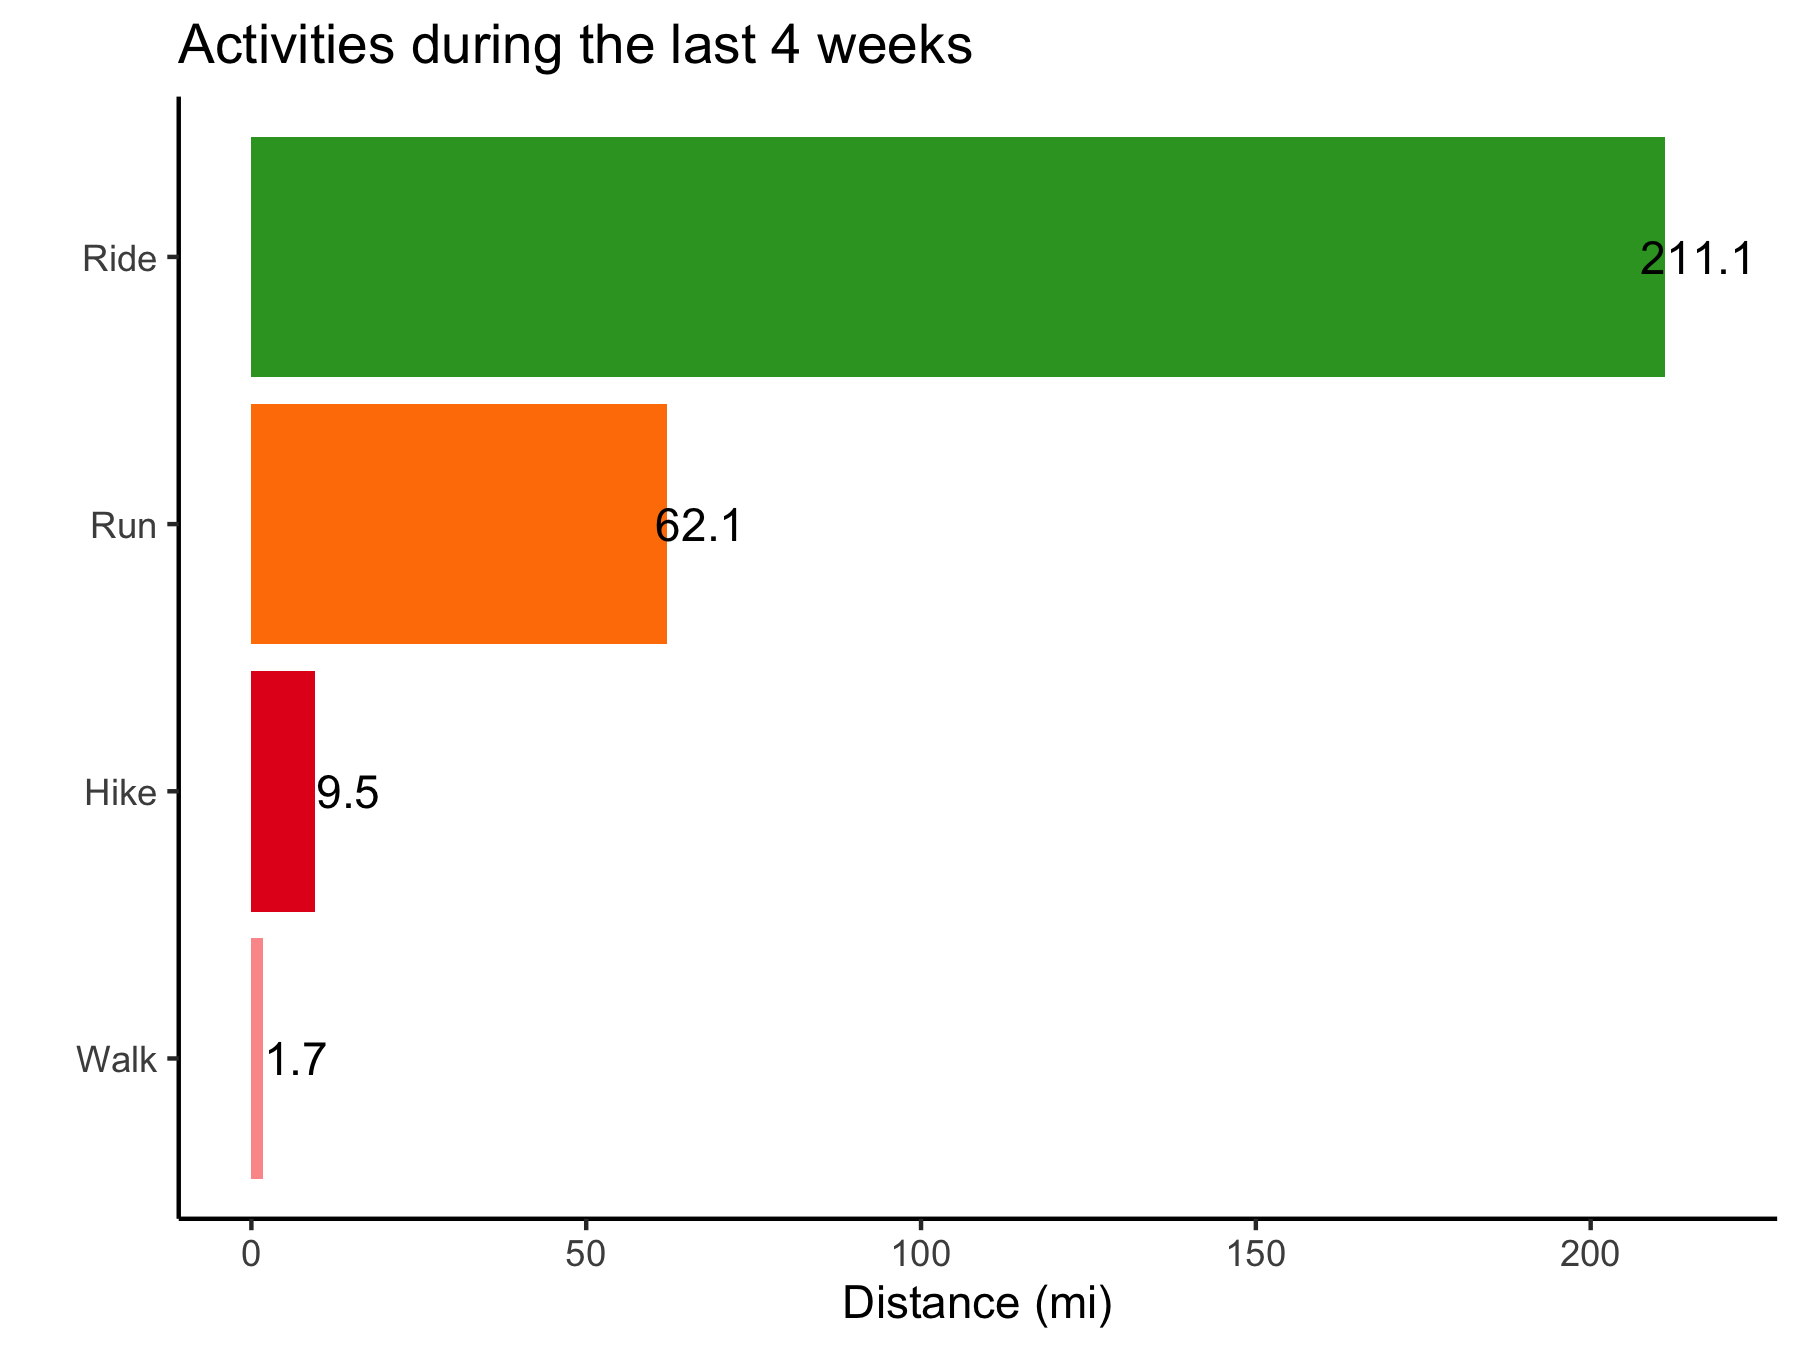 Activities during the last 4 weeks
Ride
211.1
Run
62.1
Hike
9.5
Walk
1.7
0 50 100 150 200
Distance (mi)